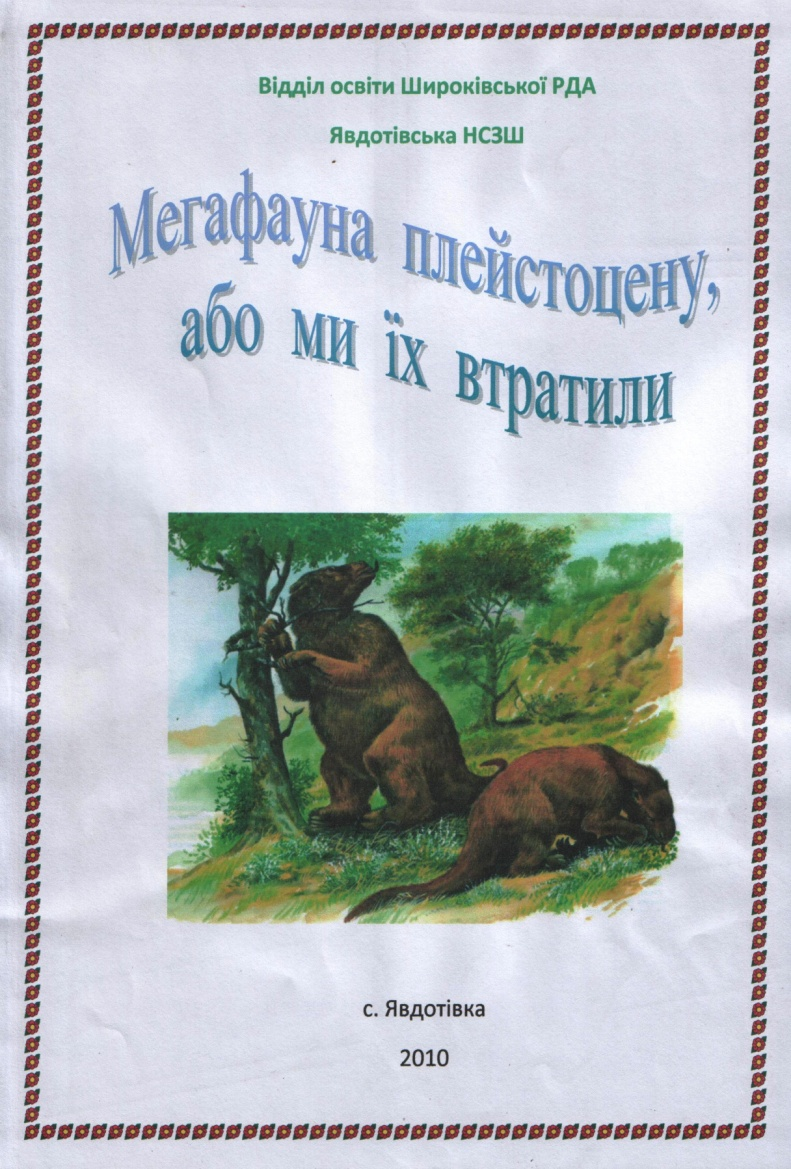 Відділ освіти Широківської РДА
Явдотівська НСЗШ
Мегафауна плейстоцену,
або ми їх втратили
с. Явдотівка
2010